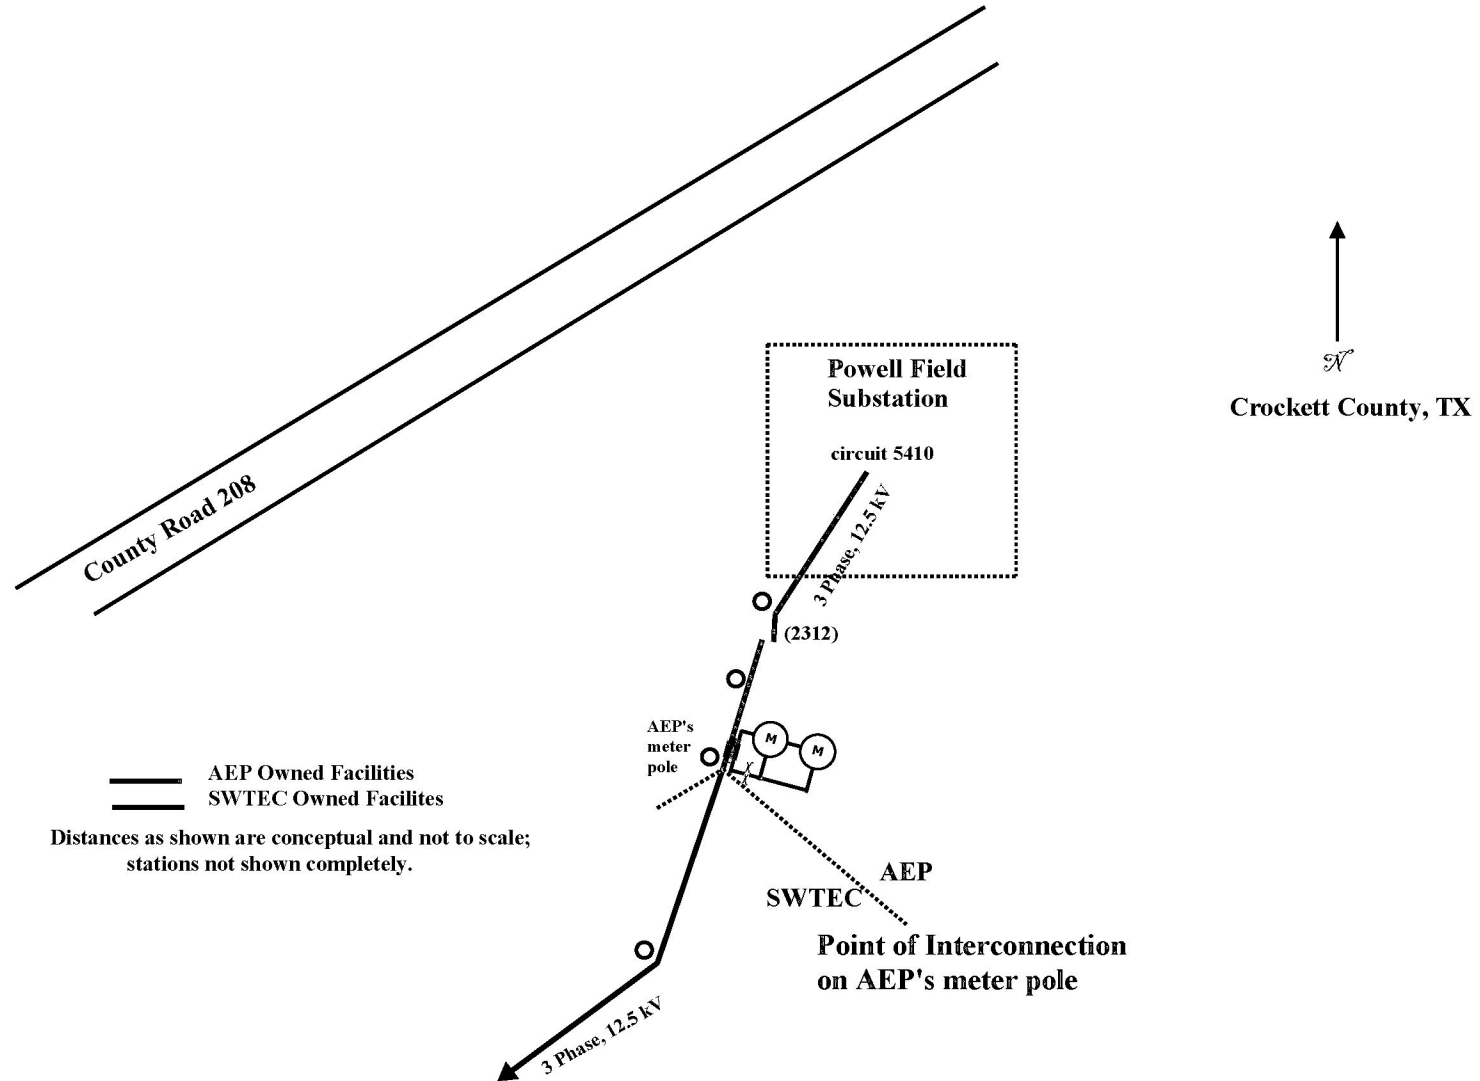 N
Powell Field
Substation
Crockett County, TX
circuit 5410
County Road 208
3 Phase, 12.5 kV
(2312)
AEP's
meter
pole
M
M
AEP Owned Facilities
SWTEC Owned Facilites
Distances as shown are conceptual and not to scale;
stations not shown completely.
AEP
SWTEC
Point of Interconnection
on AEP's meter pole
3 Phase, 12.5 kV